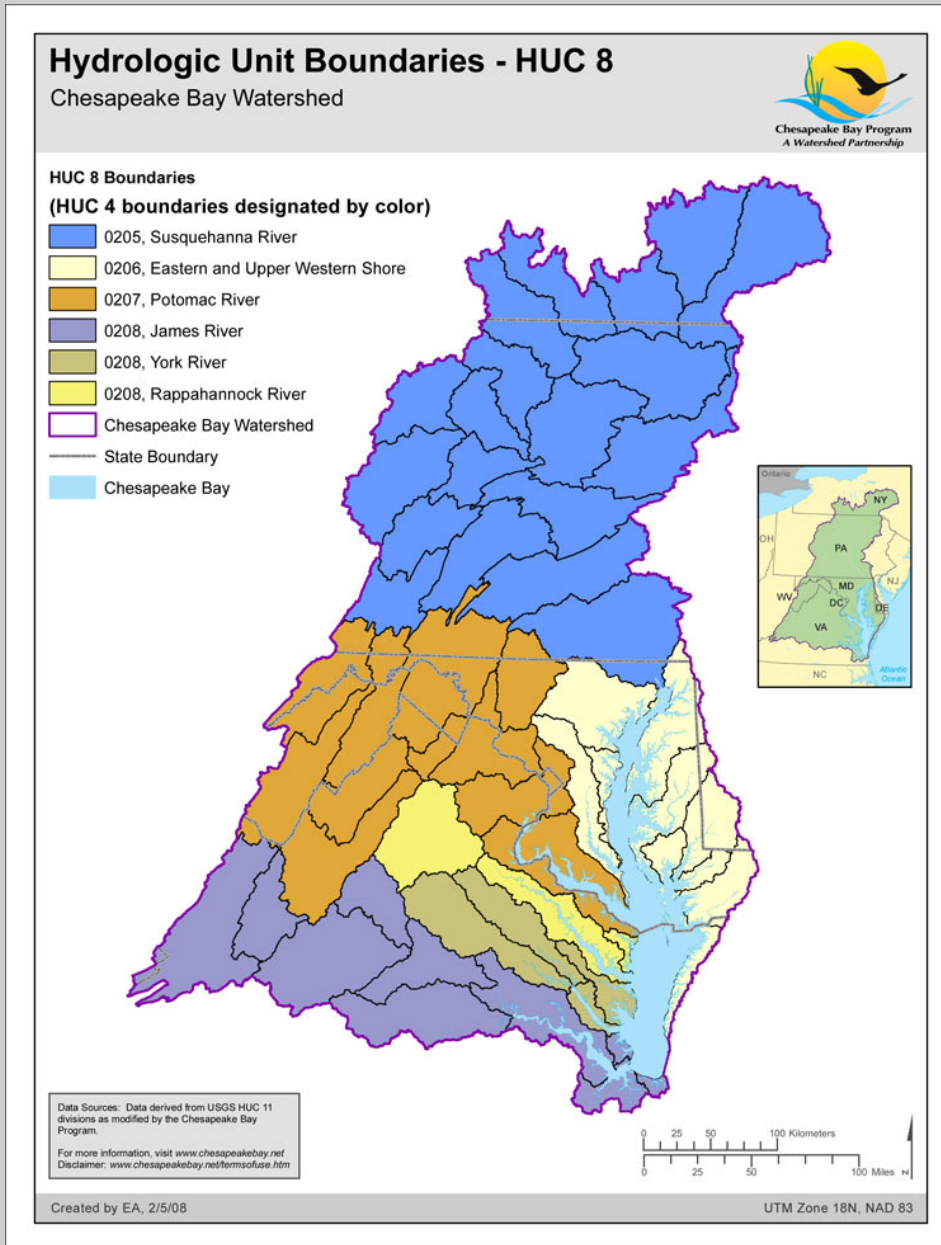 Hydrologic Unit Boundaries - HUC 8
Chesapeake Bay Watershed
Chesapeake Bay Program
A Watershed Partnership
HUC 8 Boundaries
(HUC 4 boundaries designated by color)
0205, Susquehanna River
0206, Eastern and Upper Western Shore
0207, Potomac River
0208, James River
0208, York River
0208, Rappahannock River
Chesapeake Bay Watershed
State Boundary
Chesapeake Bay
Ontario
NY
OH
PA
NJ
MD
WV
DC
DE
VA
NC
Atlantic
Ocean
Data Sources: Data derived from USGS HUC 11
divisions as modified by the Chesapeake Bay
Program.
For more information, visit www.chesapeakebay.net
Disclaimer: www.chesapeakebay.net/termsofuse.htm
0 25 50 100 Kilometers
0 25 50 100 Miles
N
Created by EA, 2/5/08
UTM Zone 18N, NAD 83